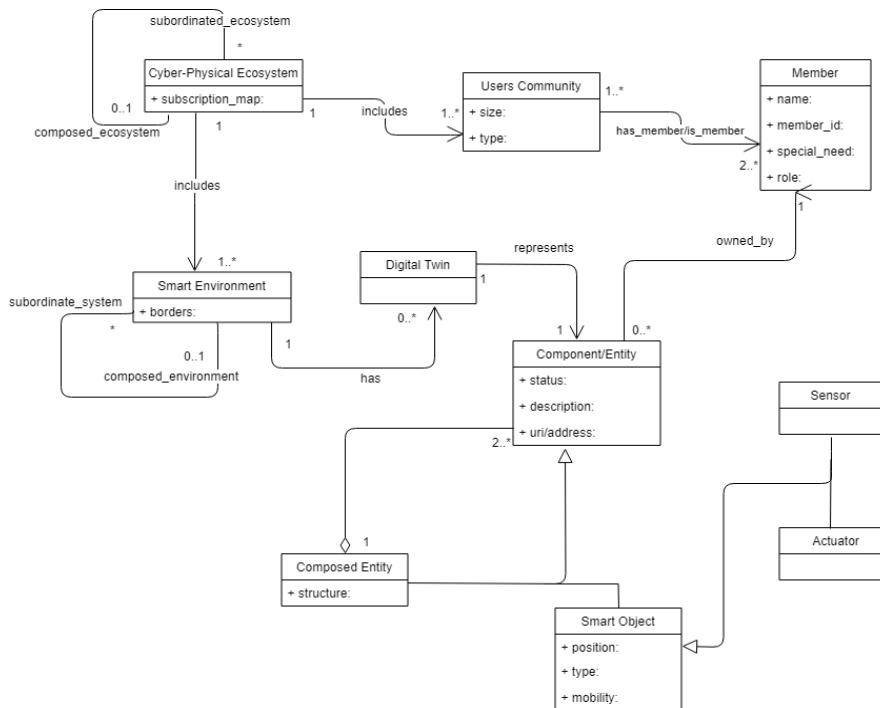 subordinated_ecosystem
*
Cyber-Physical Ecosystem
+ subscription_map:
0..1
composed_ecosystem
1
1
includes
1..*
Users Community
+ size:
+ type:
1..*
has_member/is_member
2..*
Member
+ name:
+ member_id:
+ special_need:
+ role:
1
includes
1..*
owned_by
represents
Smart Environment
+ borders:
subordinate_system
*
0..1
composed_environment
1
has
Digital Twin
1
0..*
1
0..*
Component/Entity
+ status:
+ description:
+ uri/address:
2..*
Sensor
Actuator
1
Composed Entity
+ structure:
Smart Object
+ position:
+ type:
+ mobility: